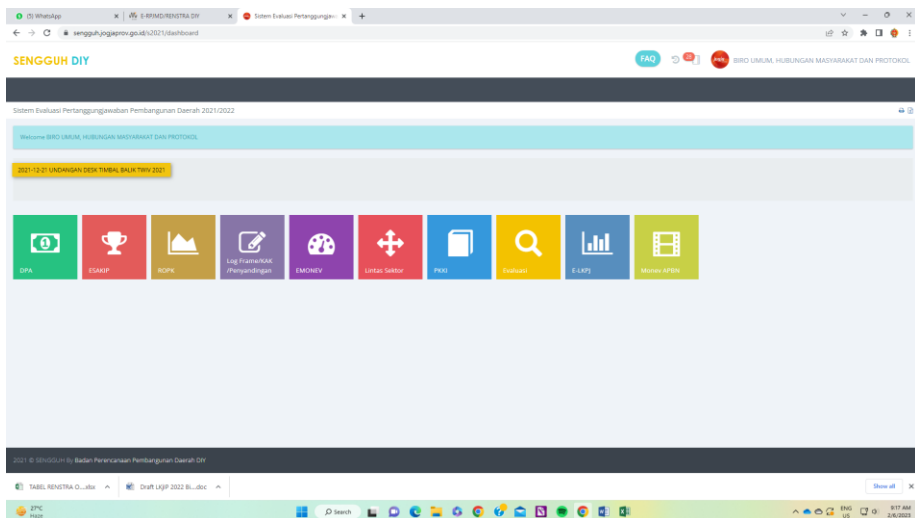 (5) WhatsApp
E-RPJMD/RENSTRA DIY
Sistem Evaluasi Pertanggungjawa
sengguh.jogjaprov.go.id/s2021/dashboard
SENGGUH DIY
FAQ
BIRO UMUM, HUBUNGAN MASYARAKAT DAN PROTOKOL
Sistem Evaluasi Pertanggungjawaban Pembangunan Daerah 2021/2022
Welcome BIRO UMUM, HUBUNGAN MASYARAKAT DAN PROTOKOL
2021-12-21 UNDANGAN DESK TIMBAL BALIK TWIV 2021
DPA
ESAKIP
ROPK
Log Frame/KAK
/Penyandingan
EMONEV
Lintas Sektor
PKKI
Evaluasi
E-LKPJ
Monev APBN
2021 © SENGGUH By Badan Perencanaan Pembangunan Daerah DIY
TABEL RENSTRA O....xlsx
Draft LKJIP 2022 Bi....doc
Show all
27°C
Haze
Search
ENG
US
9:17 AM
2/6/2023